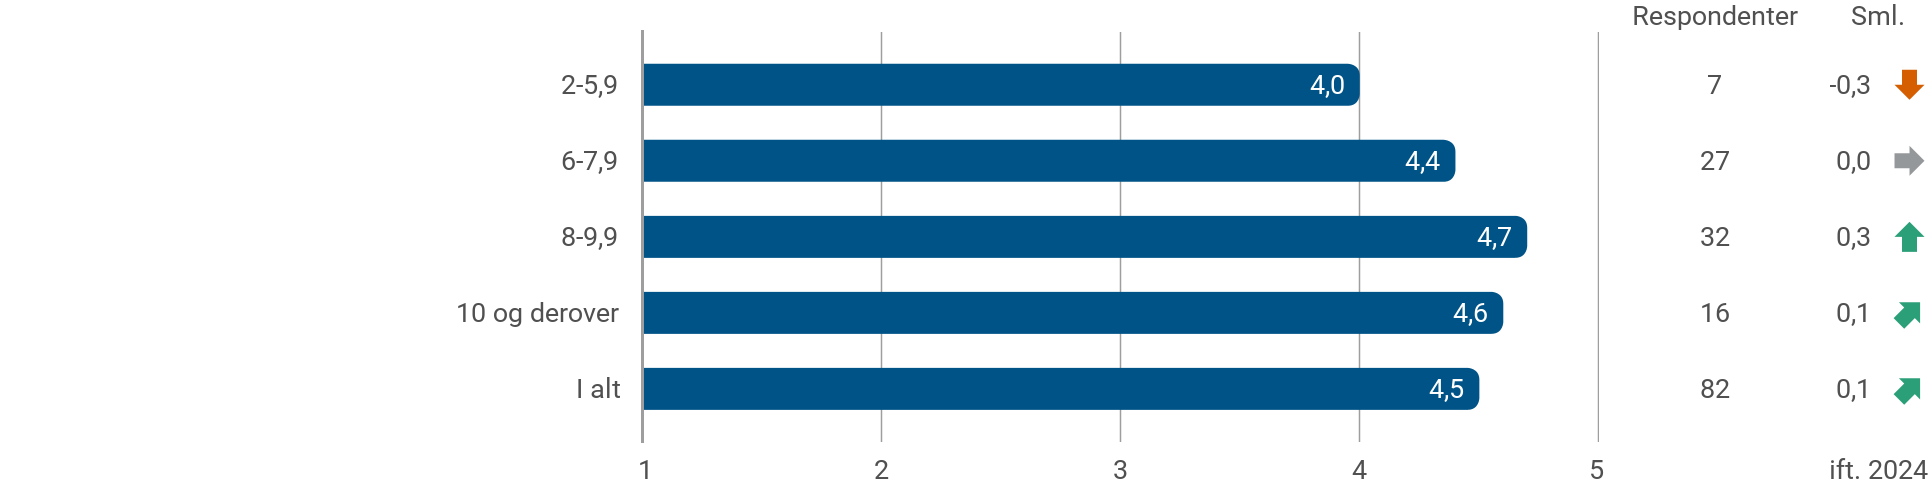 Respondenter Sml.
2-5,9 4,0 7 -0,3
6-7,9 4,4 27 0,0
8-9,9 4,7 32 0,3
10 og derover 4,6 16 0,1
I alt 4,5 82 0,1
1 2 3 4 5 ift. 2024